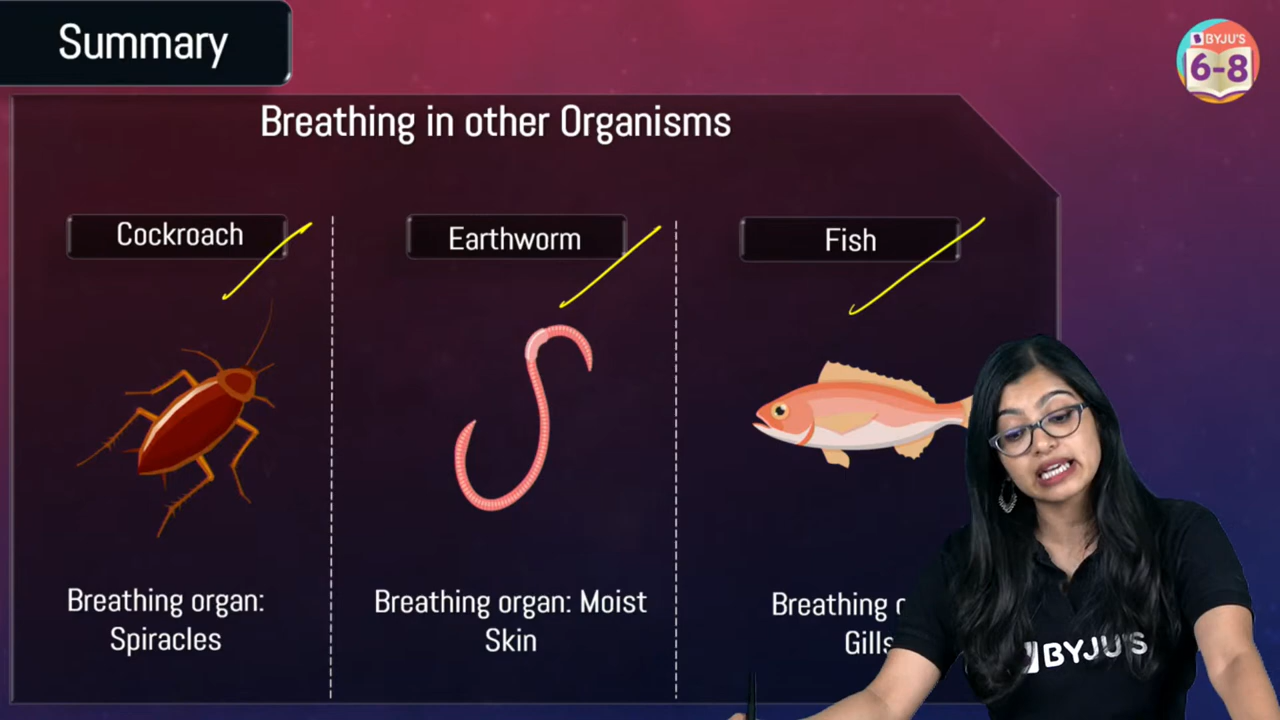 Summary
BYJU'S
6-8
Breathing in other Organisms
Cockroach
Earthworm
Fish
Breathing organ:
Spiracles
Breathing organ: Moist
Skin
Breathing
Gills
BYJU'S